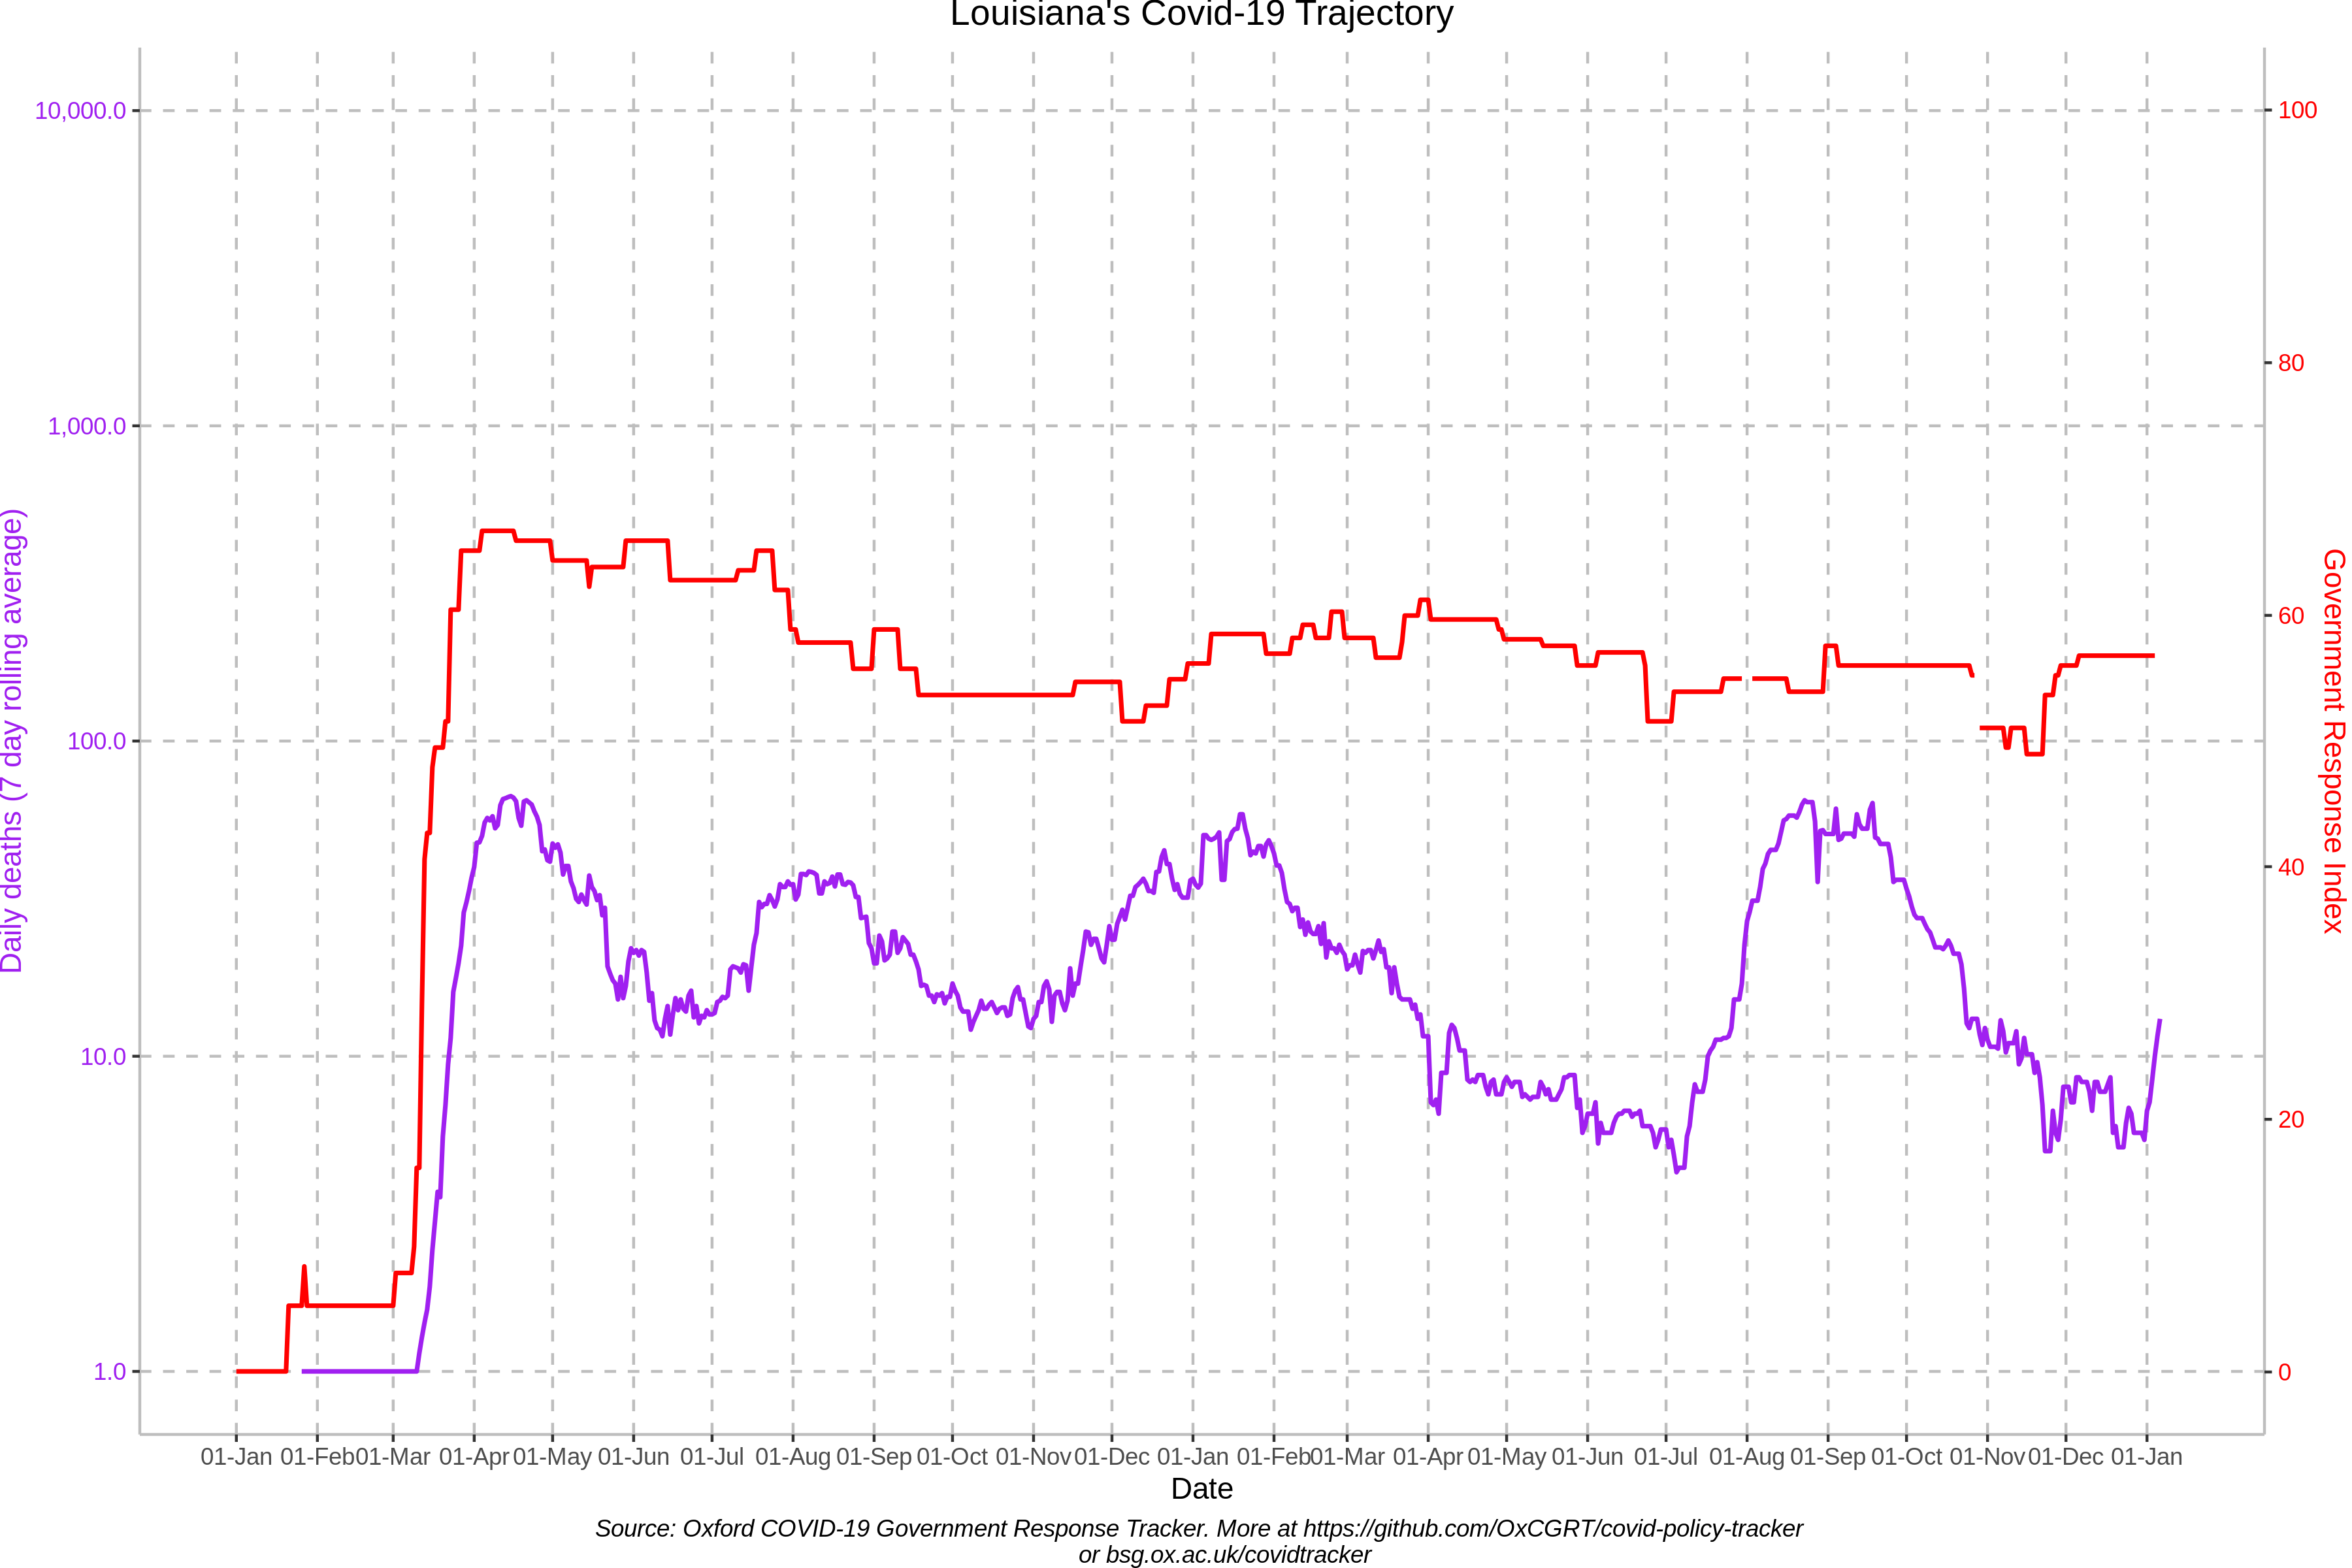 Louisiana's Covid-19 Trajectory
10,000.0
1,000.0
100.0
10.0
1.0
Daily deaths (7 day rolling average)
100
80
60
40
20
0
Government Response Index
01-Jan 01-Feb 01-Mar 01-Apr 01-May 01-Jun 01-Jul 01-Aug 01-Sep 01-Oct 01-Nov 01-Dec 01-Jan 01-Feb 01-Mar 01-Apr 01-May 01-Jun 01-Jul 01-Aug 01-Sep 01-Oct 01-Nov 01-Dec 01-Jan
Date
Source: Oxford COVID-19 Government Response Tracker. More at https://github.com/OxCGRT/covid-policy-tracker
or bsg.ox.ac.uk/covidtracker